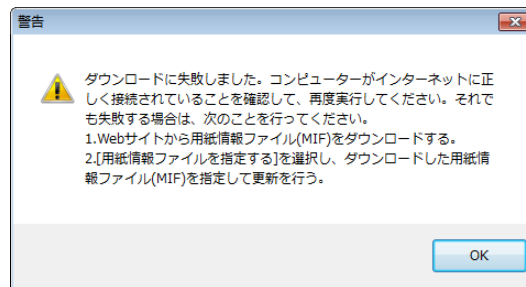 警告
ダウンロードに失敗しました。コンピューターがインターネットに正
しく接続されていることを確認して、再度実行してください。それで
も失敗する場合は、次のことを行ってください。
1.Webサイトから用紙情報ファイル(MIF)をダウンロードする。
2.[用紙情報ファイルを指定する]を選択し、ダウンロードした用紙情
報ファイル(MIF)を指定して更新を行う。
OK